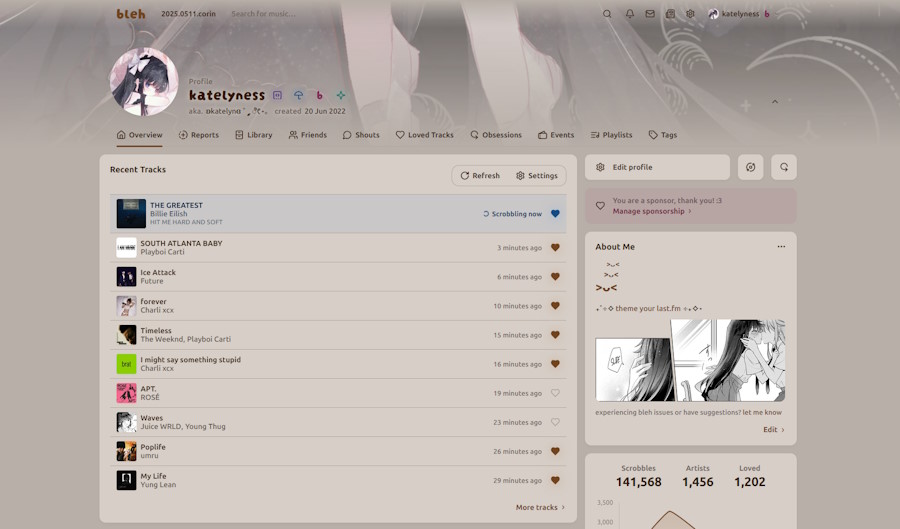 bleh 2025.0511.corin Search for music... katelyness
Profile
katelyness
created 20 Jun 2022
Overview Reports Library Friends Shouts Loved Tracks Obsessions Events Playlists Tags
Recent Tracks
Refresh Settings
THE GREATEST
Billie Eilish
HIT ME HARD AND SOFT
Scrobbling now
SOUTH ATLANTA BABY
Playboi Carti
3 minutes ago
Ice Attack
Future
6 minutes ago
forever
Charli xcx
10 minutes ago
Timeless
The Weeknd, Playboi Carti
15 minutes ago
brat
I might say something stupid
Charli xcx
16 minutes ago
APT.
ROSÉ
19 minutes ago
Waves
Juice WRLD, Young Thug
23 minutes ago
Poplife
umru
26 minutes ago
My Life
Yung Lean
29 minutes ago
More tracks
Edit profile
You are a sponsor, thank you! :3
Manage sponsorship
About Me
>ᴗ<
>ᴗ<
>ᴗ<
theme your last.fm
experiencing bleh issues or have suggestions? let me know
Edit
Scrobbles Artists Loved
141,568 1,456 1,202
3,500
3,000